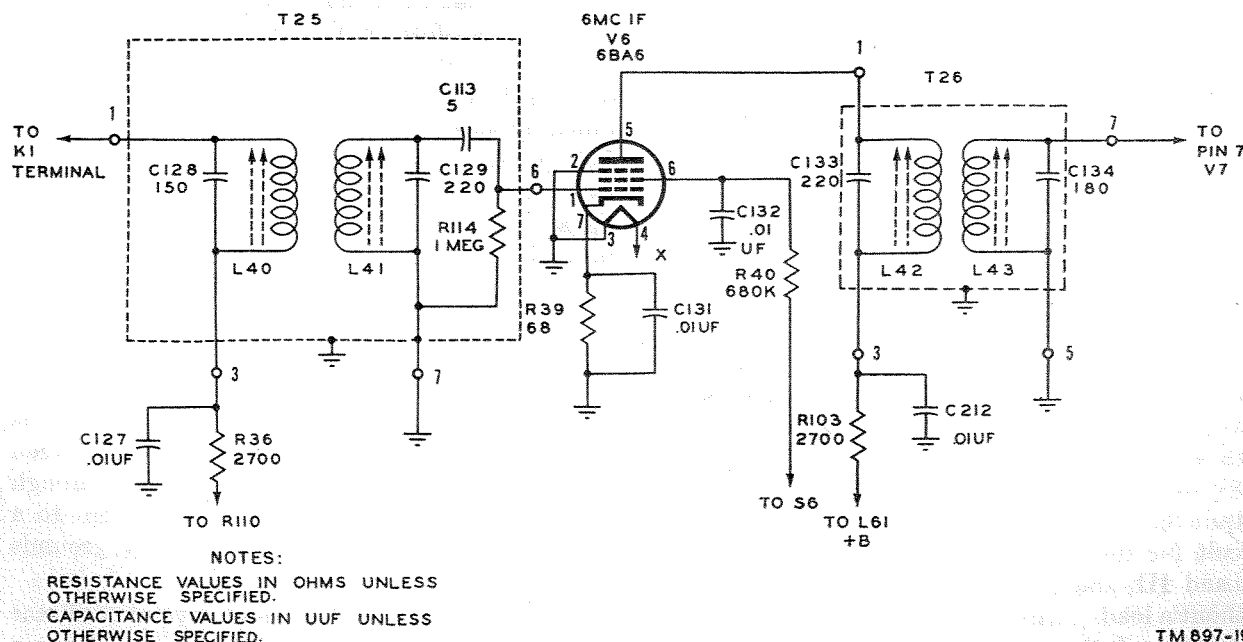 T25
6MC IF
V6
6BA6
1
T26
C113
5
1
TO
K1
TERMINAL
C128
150
C129
220
6
2
5
6
1
7
3
4
X
R114
1 MEG
L40
L41
C132
.01
UF
C133
220
C134
180
7
TO
PIN 7
V7
L42
L43
R40
680K
R39
68
C131
.01UF
3
7
3
5
C127
.01UF
R36
2700
R103
2700
C212
.01UF
TO R110
TO S6
TO L61
+B
NOTES:
RESISTANCE VALUES IN OHMS UNLESS
OTHERWISE SPECIFIED.
CAPACITANCE VALUES IN UUF UNLESS
OTHERWISE SPECIFIED.